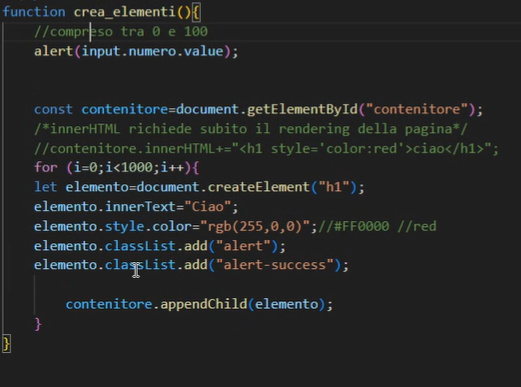 function crea_elementi(){
//compreso tra 0 e 100
alert(input.numero.value);
const contenitore=document.getElementById("contenitore");
/*innerHTML richiede subito il rendering della pagina*/
//contenitore.innerHTML+="<h1 style='color:red'>ciao</h1>";
for (i=0;i<1000;i++){
let elemento=document.createElement("h1");
elemento.innerText="Ciao";
elemento.style.color="rgb(255,0,0)";//#FF0000 //red
elemento.classList.add("alert");
elemento.classList.add("alert-success");
contenitore.appendChild(elemento);
}
}